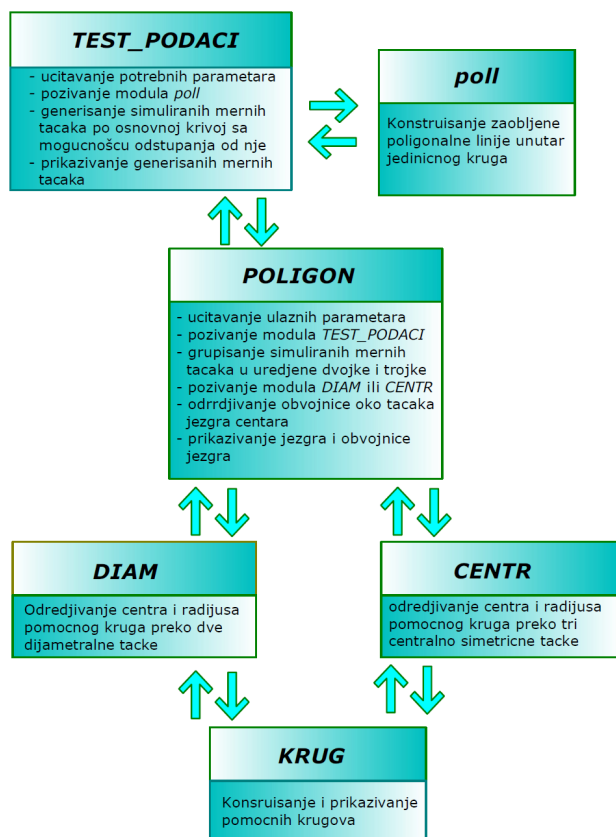 TEST_PODACI
- ucitavanje potrebnih parametara
- pozivanje modula poll
- generisanje simuliranih mernih
tacaka po osnovnoj krivoj sa
mogucnošcu odstupanja od nje
- prikazivanje generisanih mernih
tacaka
poll
Konstruisanje zaobljene
poligonalne linije unutar
jedinicnog kruga
POLIGON
- ucitavanje ulaznih parametara
- pozivanje modula TEST_PODACI
- grupisanje simuliranih mernih
tacaka u uredjene dvojke i trojke
- pozivanje modula DIAM ili CENTR
- odrrdjivanje obvojnice oko tacaka
jezgra centara
- prikazivanje jezgra i obvojnice
jezgra
DIAM
Odredjivanje centra i radijusa
pomocnog kruga preko dve
dijametralne tacke
CENTR
odredjivanje centra i radijusa
pomocnog kruga preko tri
centralno simetricne tacke
KRUG
Konsruisanje i prikazivanje
pomocnih krugova